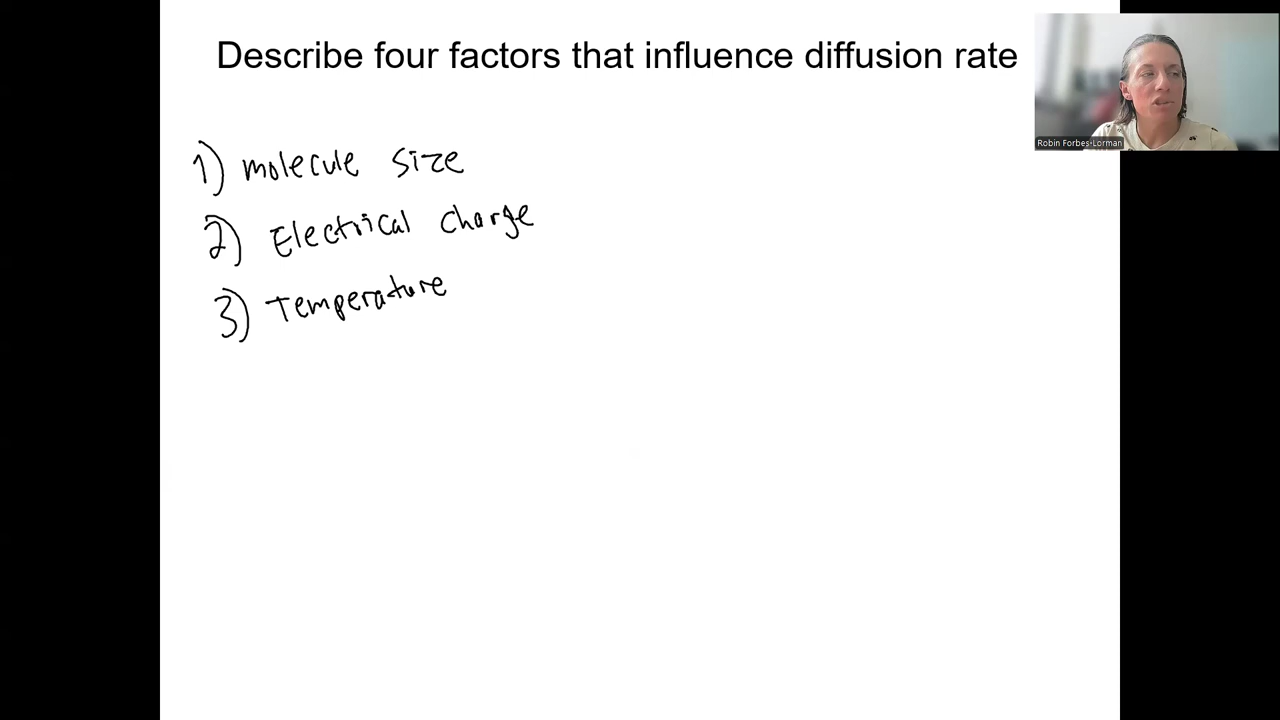 Describe four factors that influence diffusion rate
Robin Forbes-Lorman
1) molecule size
2) Electrical charge
3) Temperature